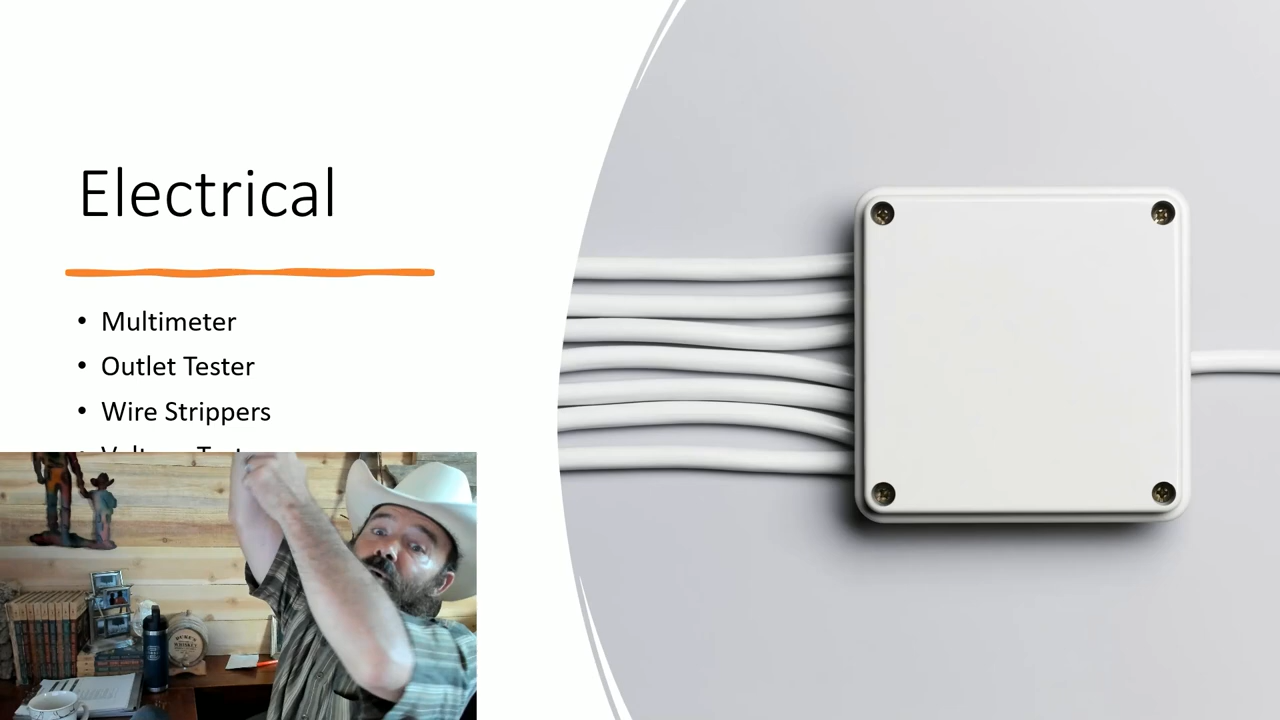 Electrical
• Multimeter
• Outlet Tester
• Wire Strippers